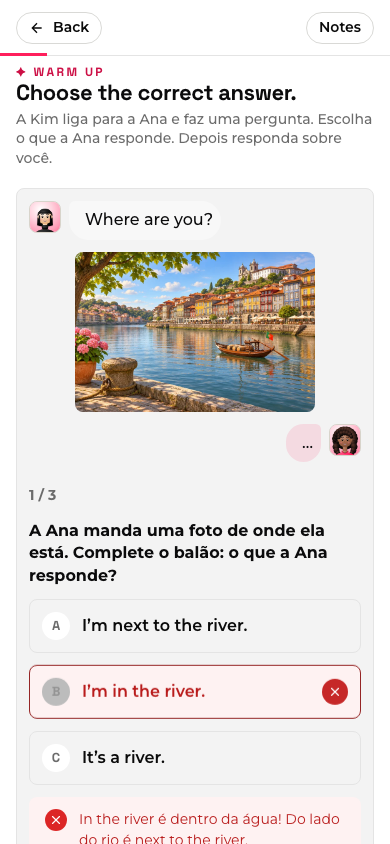 Back
Notes
WARM UP
Choose the correct answer.
A Kim liga para a Ana e faz uma pergunta. Escolha
o que a Ana responde. Depois responda sobre
você.
Where are you?
...
1 / 3
A Ana manda uma foto de onde ela
está. Complete o balão: o que a Ana
responde?
A I’m next to the river.
B I’m in the river.
C It’s a river.
In the river é dentro da água! Do lado
do rio é next to the river.